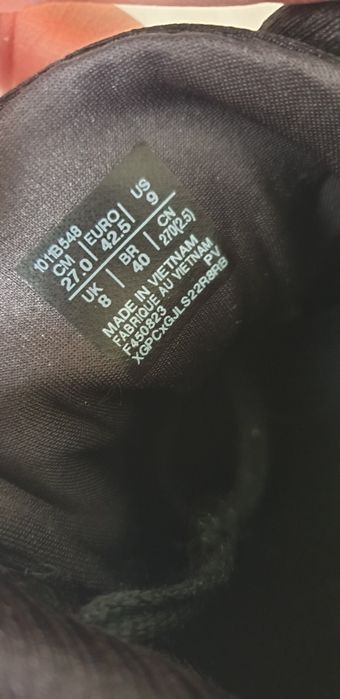 1011B548
CM | EURO | US
27.0 | 42.5 | 9
UK | BR | CN
8 | 40 | 270(2.5)
MADE IN VIETNAM
FABRIQUE AU VIETNAM
F450823 PV
XGPCXGJLS22R8RB